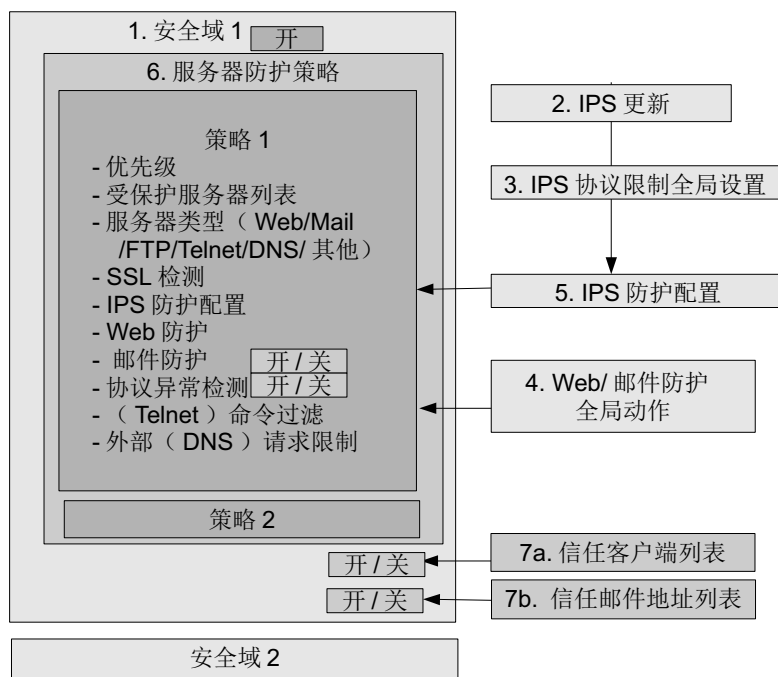 1. 安全域 1 开
6. 服务器防护策略
策略 1
- 优先级
- 受保护服务器列表
- 服务器类型（ Web/Mail
/FTP/Telnet/DNS/ 其他）
- SSL 检测
- IPS 防护配置
- Web 防护
- 邮件防护 开 / 关
- 协议异常检测 开 / 关
- （ Telnet ）命令过滤
- 外部（ DNS ）请求限制
策略 2
开 / 关
开 / 关
安全域 2
2. IPS 更新
3. IPS 协议限制全局设置
5. IPS 防护配置
4. Web/ 邮件防护
全局动作
7a. 信任客户端列表
7b. 信任邮件地址列表